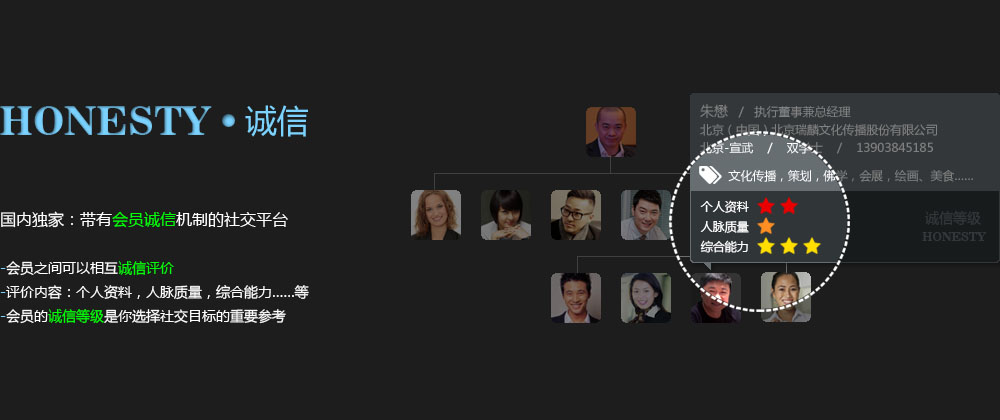 HONESTY • 诚信
国内独家：带有会员诚信机制的社交平台
-会员之间可以相互诚信评价
-评价内容：个人资料，人脉质量，综合能力......等
-会员的诚信等级是你选择社交目标的重要参考
朱懋 / 执行董事兼总经理
北京（中国）北京瑞麟文化传播股份有限公司
北京-宣武 / 双学士 / 13903845185
文化传播，策划，佛学，会展，绘画、美食......
个人资料
人脉质量
综合能力
诚信等级
HONESTY